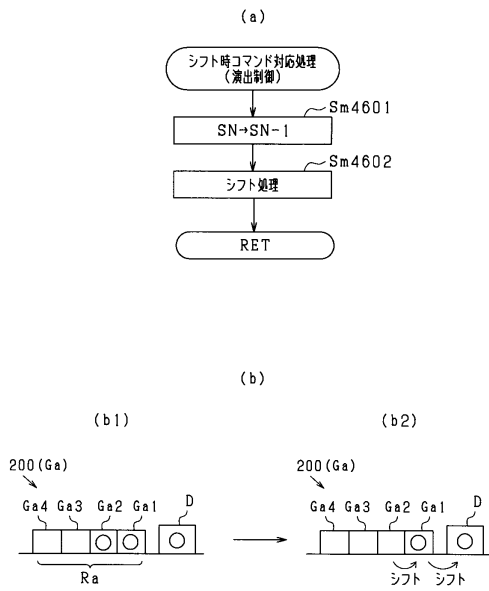 (a)
シフト時コマンド対応処理
(演出制御)
Sm4601
SN→SN-1
Sm4602
シフト処理
RET
(b)
(b1)
(b2)
200(Ga)
Ga4 Ga3 Ga2 Ga1 D
Ra
200(Ga)
Ga4 Ga3 Ga2 Ga1 D
シフト シフト